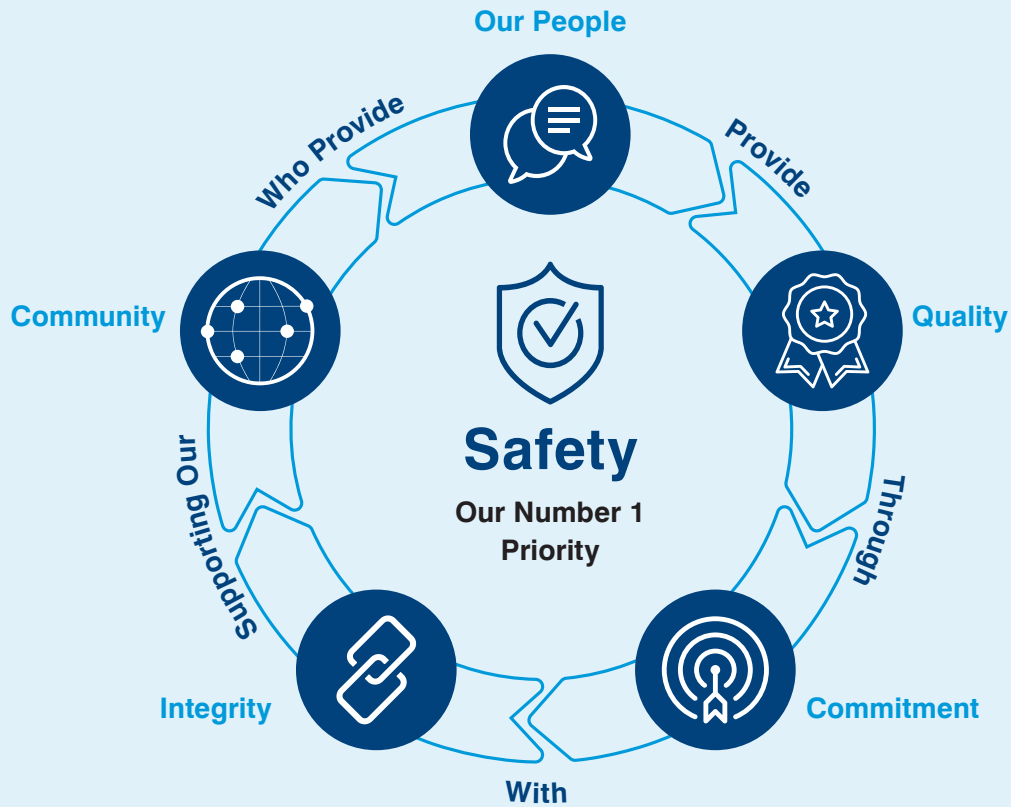 Our People
Provide
Quality
Through
Commitment
With
Integrity
Supporting Our
Community
Who Provide
Safety
Our Number 1
Priority